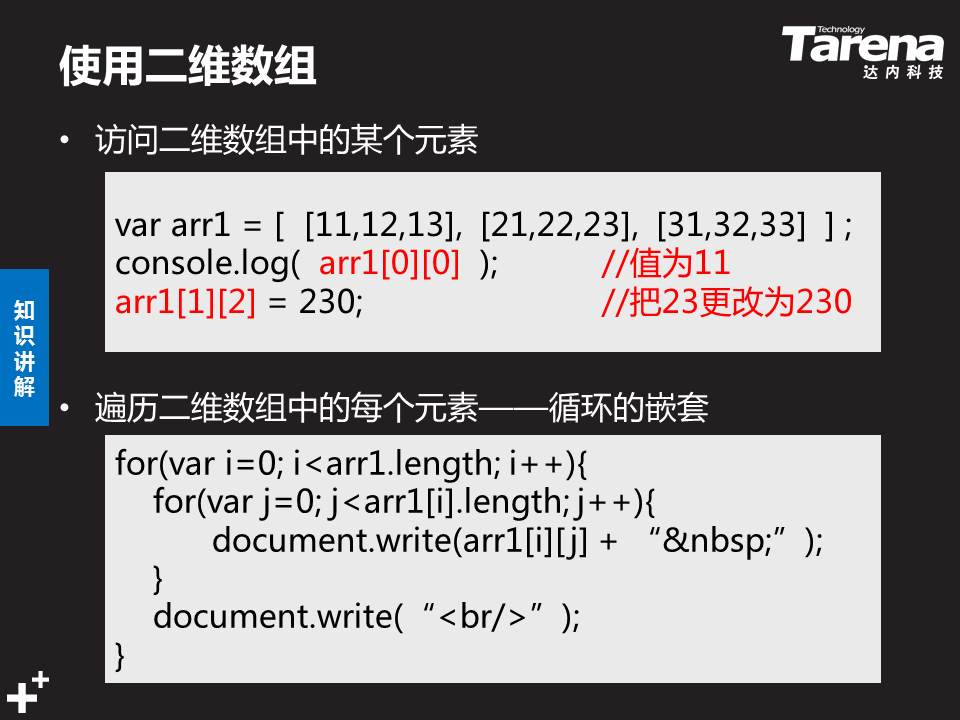 使用二维数组
Technology
Tarena
达内科技
• 访问二维数组中的某个元素
var arr1 = [ [11,12,13], [21,22,23], [31,32,33] ] ;
console.log( arr1[0][0] ); //值为11
arr1[1][2] = 230; //把23更改为230
知
识
讲
解
• 遍历二维数组中的每个元素——循环的嵌套
for(var i=0; i<arr1.length; i++){
for(var j=0; j<arr1[i].length; j++){
document.write(arr1[i][j] + “&nbsp;”);
}
document.write(“<br/>”);
}